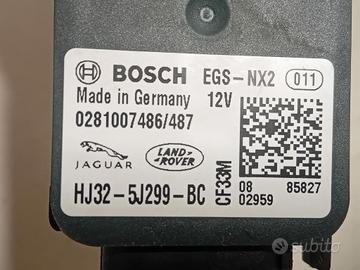 BOSCH EGS-NX2 011
Made in Germany 12V
0281007486/487
JAGUAR
LAND-
ROVER
HJ32-5J299-BC
CF33M
08 85827
02959
subito